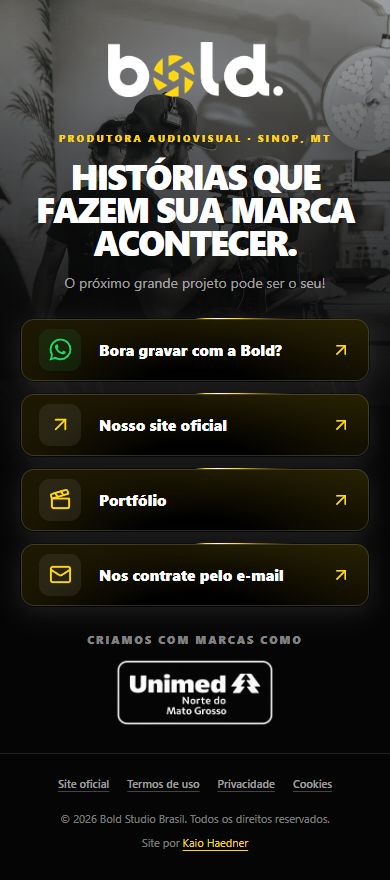 bold.
PRODUTORA AUDIOVISUAL · SINOP, MT
HISTÓRIAS QUE
FAZEM SUA MARCA
ACONTECER.
O próximo grande projeto pode ser o seu!
Bora gravar com a Bold?
Nosso site oficial
Portfólio
Nos contrate pelo e-mail
CRIAMOS COM MARCAS COMO
Unimed
Norte do
Mato Grosso
Site oficial Termos de uso Privacidade Cookies
© 2026 Bold Studio Brasil. Todos os direitos reservados.
Site por Kaio Haedner